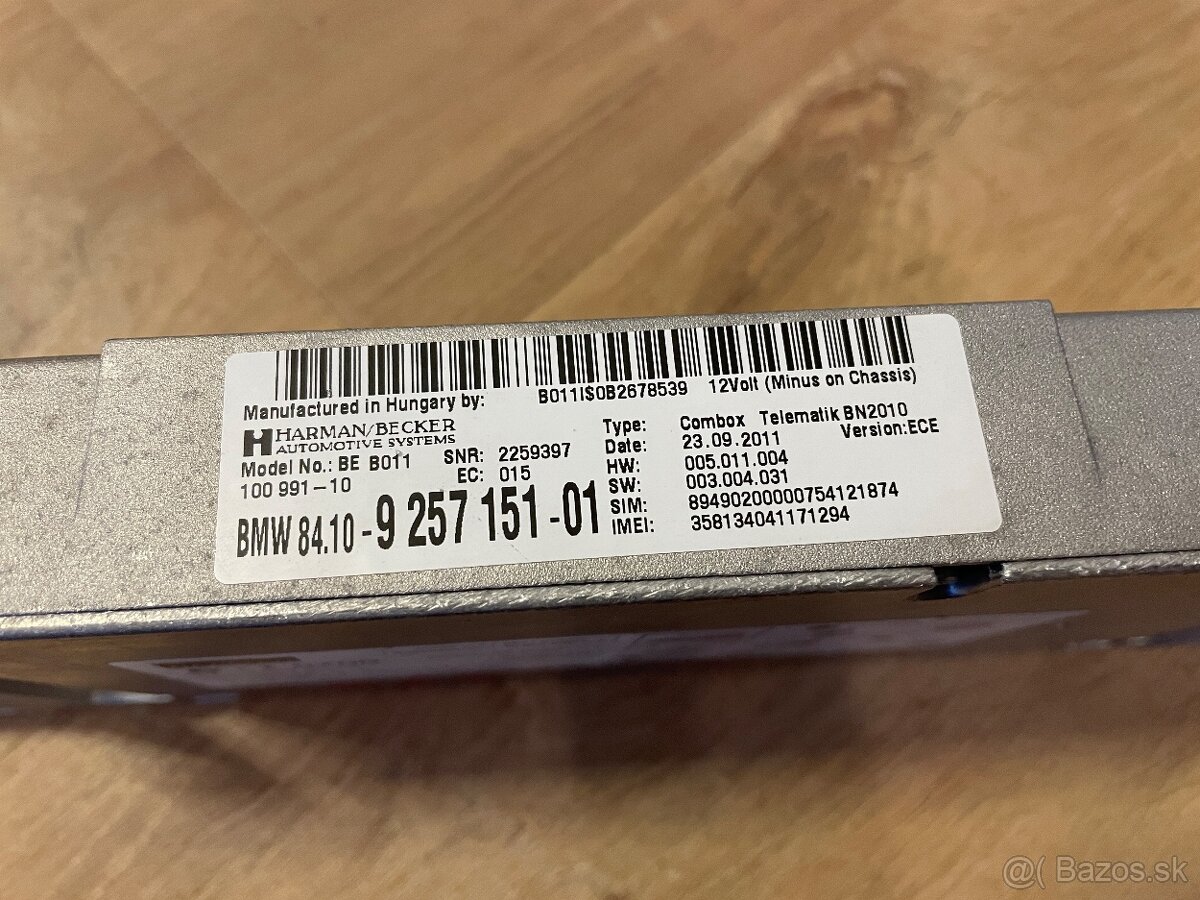 B011IS0B2678539 12Volt (Minus on Chassis)
Manufactured in Hungary by:
HARMAN/BECKER
AUTOMOTIVE SYSTEMS
Model No.: BE B011 SNR: 2259397
100 991-10 EC: 015
BMW 84.10-9 257 151-01
Type: Combox Telematik BN2010
Date: 23.09.2011 Version:ECE
HW: 005.011.004
SW: 003.004.031
SIM: 89490200000754121874
IMEI: 358134041171294
@( Bazos.sk